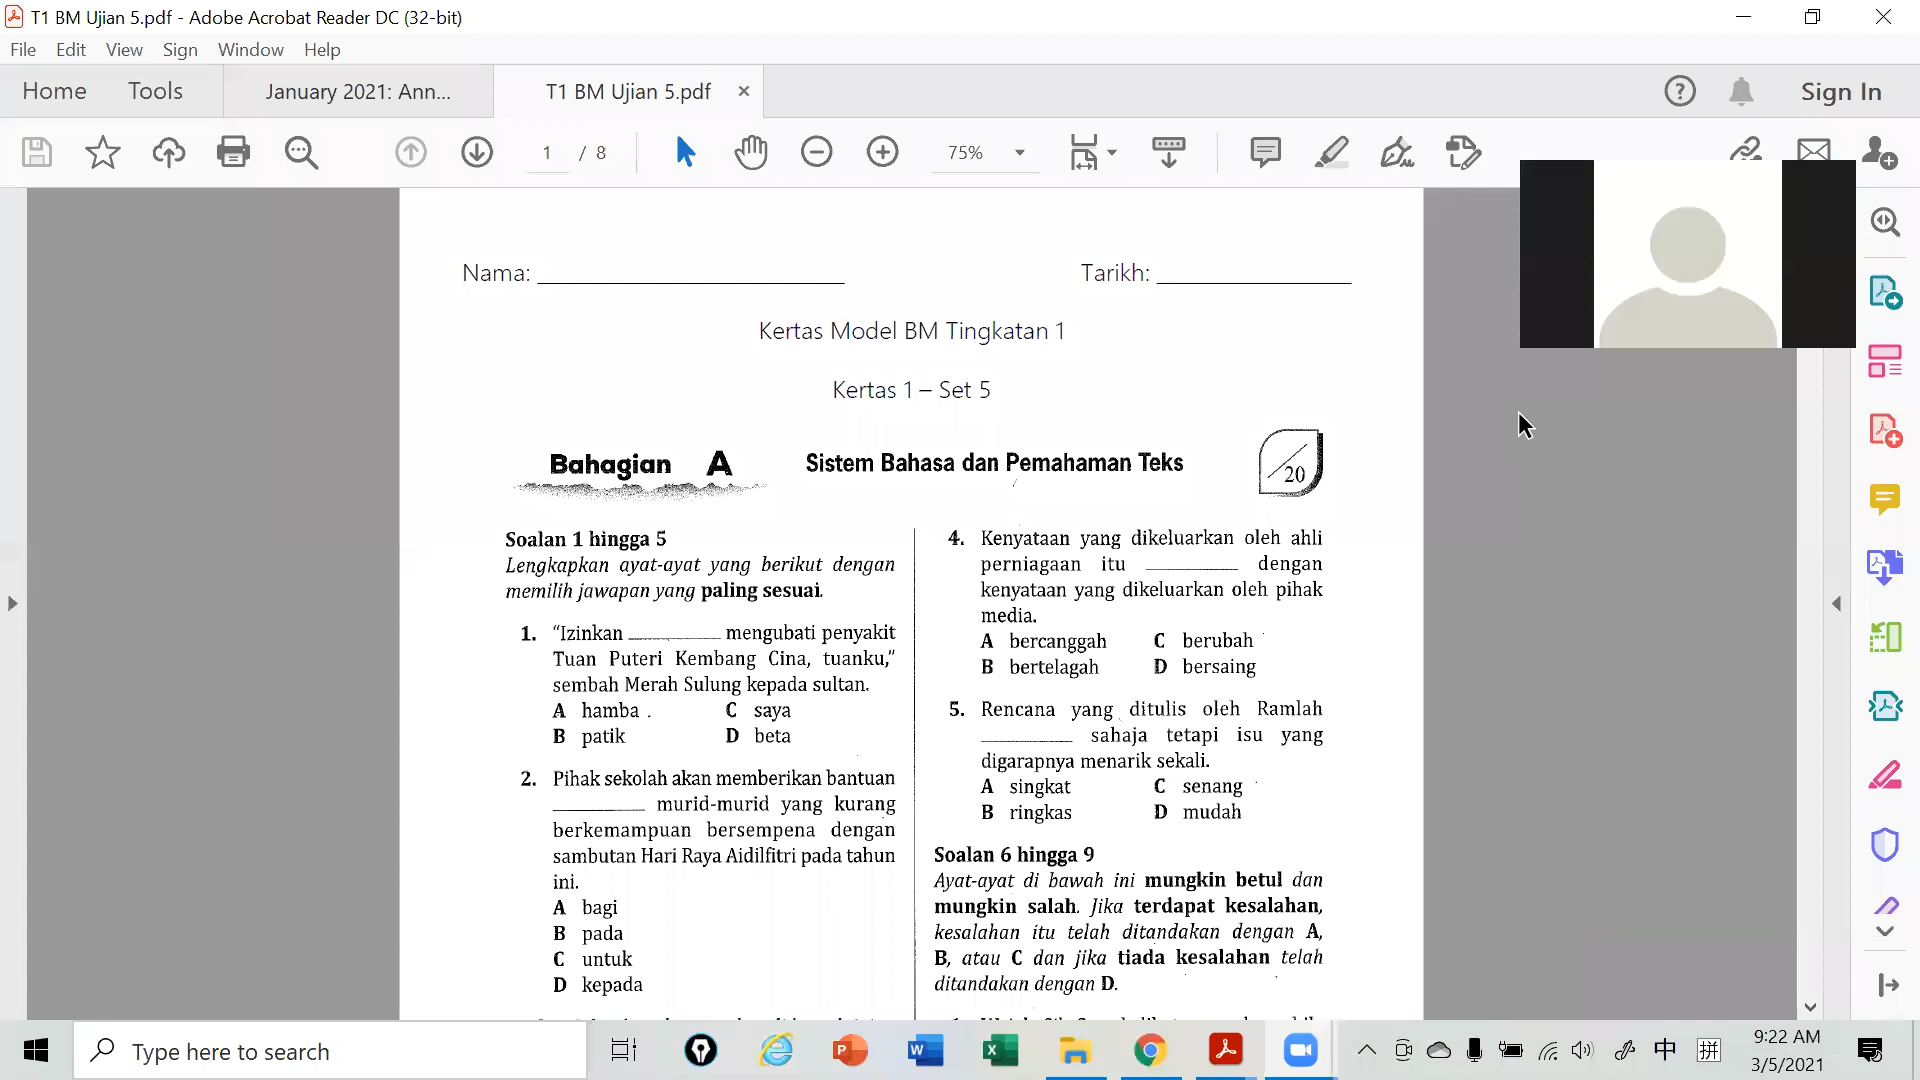 T1 BM Ujian 5.pdf - Adobe Acrobat Reader DC (32-bit)
File Edit View Sign Window Help
Home Tools January 2021: Ann... T1 BM Ujian 5.pdf × ? Sign In
1 / 8 75%
Nama: ____________ Tarikh: ____________
Kertas Model BM Tingkatan 1
Kertas 1 – Set 5
Bahagian A Sistem Bahasa dan Pemahaman Teks /20
Soalan 1 hingga 5
Lengkapkan ayat-ayat yang berikut dengan
memilih jawapan yang paling sesuai.
1. “Izinkan ________ mengubati penyakit
Tuan Puteri Kembang Cina, tuanku,”
sembah Merah Sulung kepada sultan.
A hamba C saya
B patik D beta
2. Pihak sekolah akan memberikan bantuan
________ murid-murid yang kurang
berkemampuan bersempena dengan
sambutan Hari Raya Aidilfitri pada tahun
ini.
A bagi
B pada
C untuk
D kepada
4. Kenyataan yang dikeluarkan oleh ahli
perniagaan itu ________ dengan
kenyataan yang dikeluarkan oleh pihak
media.
A bercanggah C berubah
B bertelagah D bersaing
5. Rencana yang ditulis oleh Ramlah
________ sahaja tetapi isu yang
digarapnya menarik sekali.
A singkat C senang
B ringkas D mudah
Soalan 6 hingga 9
Ayat-ayat di bawah ini mungkin betul dan
mungkin salah. Jika terdapat kesalahan,
kesalahan itu telah ditandakan dengan A,
B, atau C dan jika tiada kesalahan telah
ditandakan dengan D.
Type here to search
中 拼
9:22 AM
3/5/2021